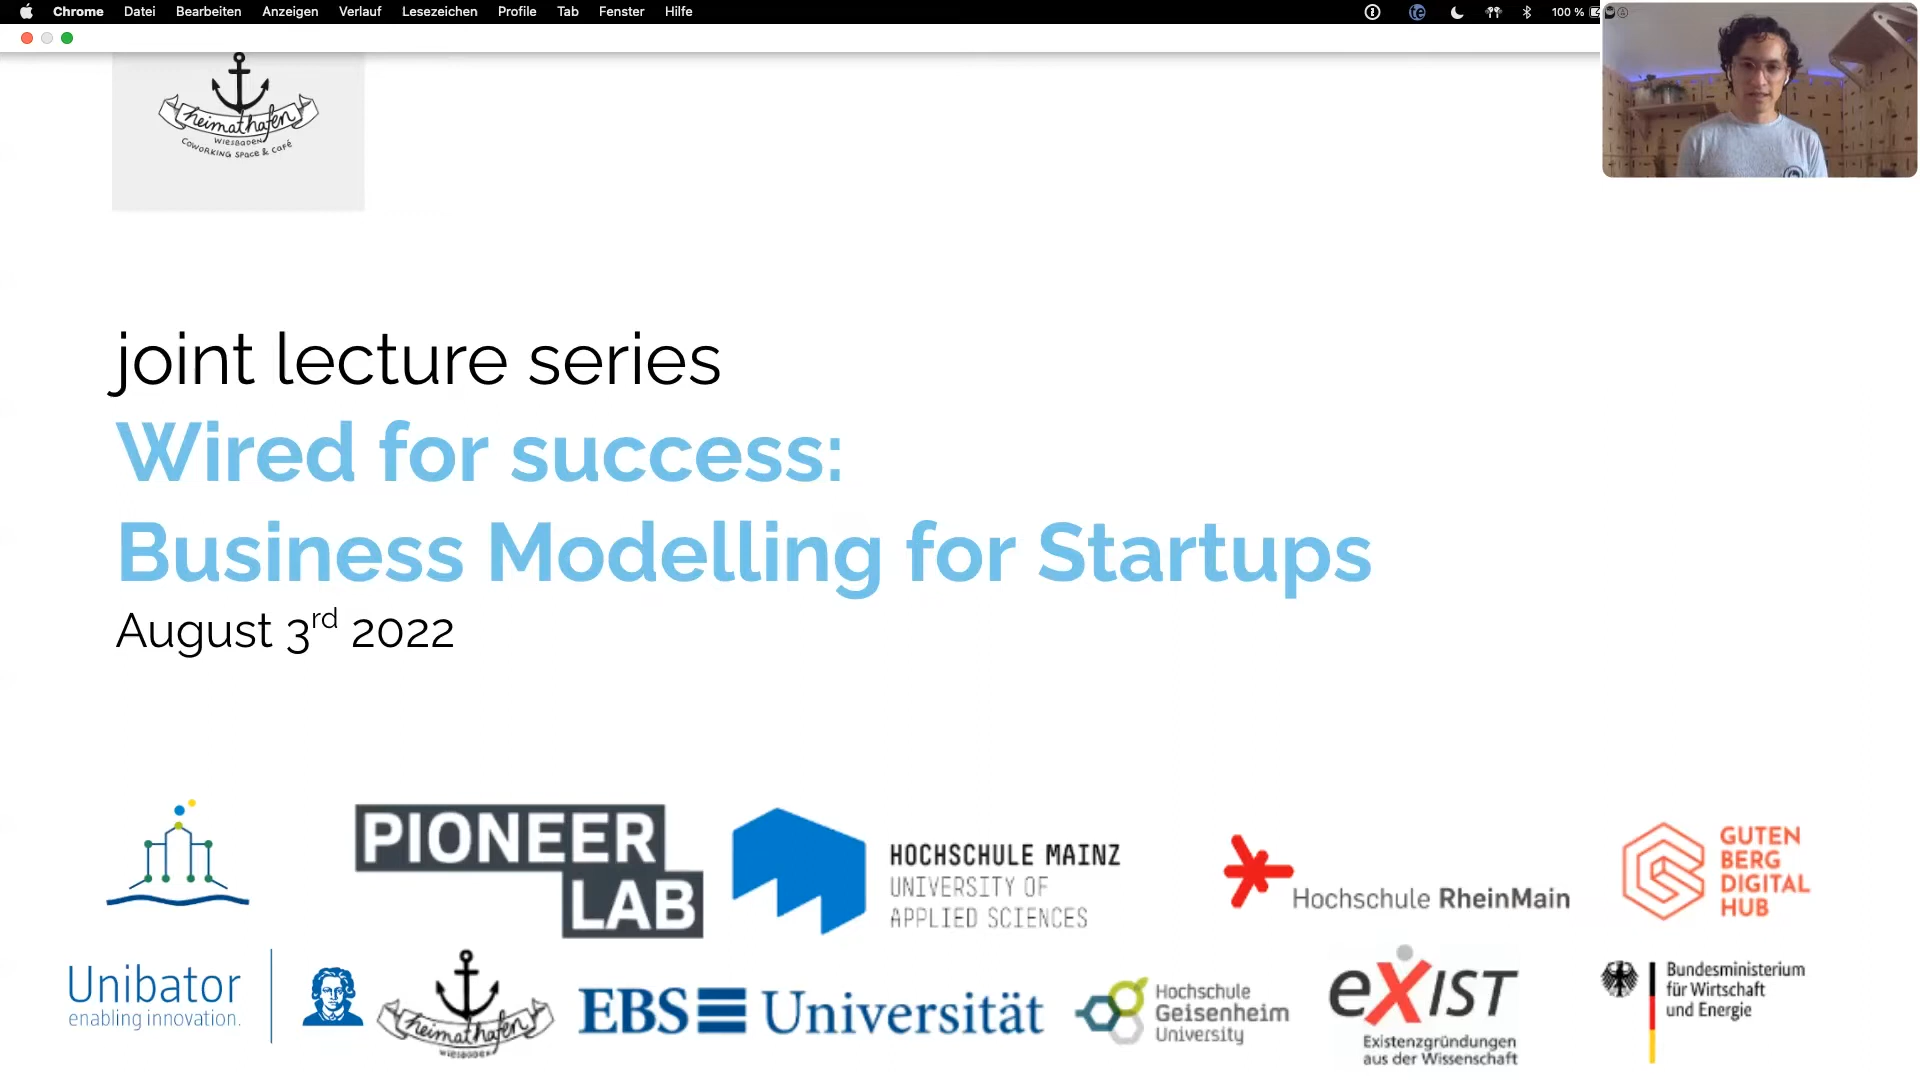 Chrome Datei Bearbeiten Anzeigen Verlauf Lesezeichen Profile Tab Fenster Hilfe
100 %
heimathafen
WIESBADEN
COWORKING SPACE & CAFÉ
joint lecture series
Wired for success:
Business Modelling for Startups
August 3rd 2022
PIONEER
LAB
HOCHSCHULE MAINZ
UNIVERSITY OF
APPLIED SCIENCES
Hochschule RheinMain
GUTEN
BERG
DIGITAL
HUB
Unibator
enabling innovation.
heimathafen
WIESBADEN
EBS Universität
Hochschule
Geisenheim
University
eXIST
Existenzgründungen
aus der Wissenschaft
Bundesministerium
für Wirtschaft
und Energie